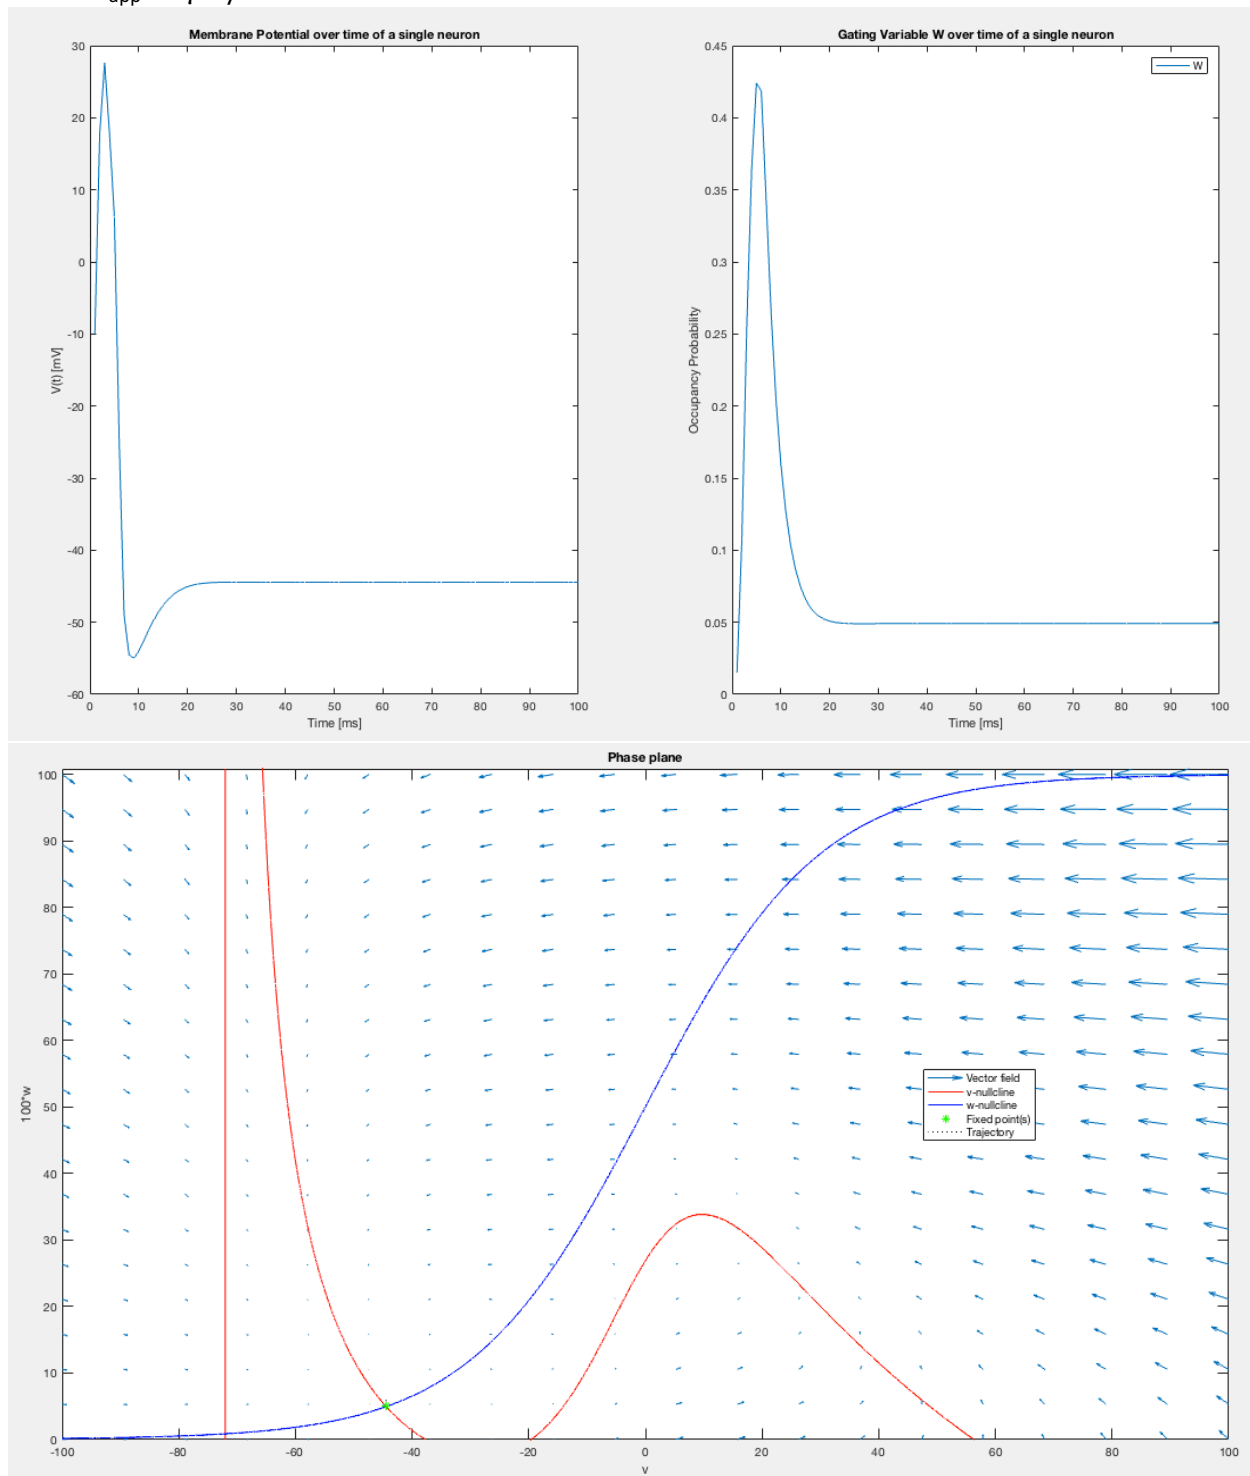 app
Membrane Potential over time of a single neuron
30
20
10
0
-10
-20
-30
-40
-50
-60
V(t) [mV]
0 10 20 30 40 50 60 70 80 90 100
Time [ms]
Gating Variable W over time of a single neuron
W
0.45
0.4
0.35
0.3
0.25
0.2
0.15
0.1
0.05
0
Occupancy Probability
0 10 20 30 40 50 60 70 80 90 100
Time [ms]
Phase plane
100
90
80
70
60
50
40
30
20
10
0
100*w
Vector field
v-nullcline
w-nullcline
Fixed point(s)
Trajectory
-100 -80 -60 -40 -20 0 20 40 60 80 100
v